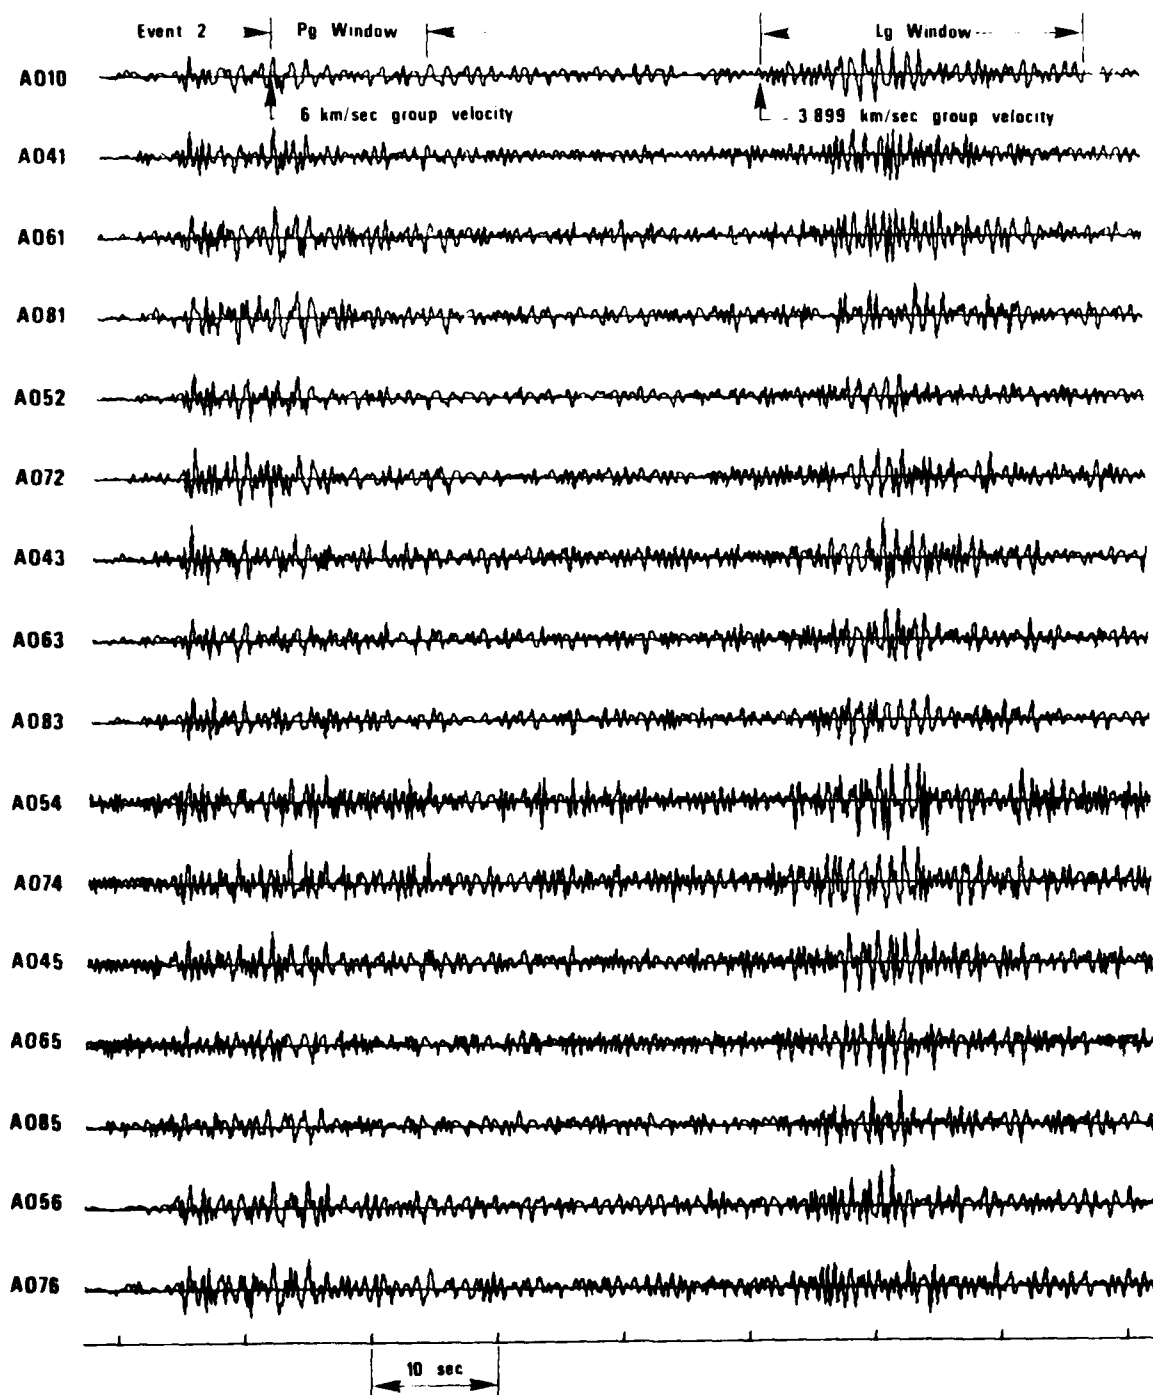 Event 2 Pg Window Lg Window
A010
6 km/sec group velocity 3.899 km/sec group velocity
A041
A061
A081
A052
A072
A043
A063
A083
A054
A074
A045
A065
A085
A056
A076
10 sec